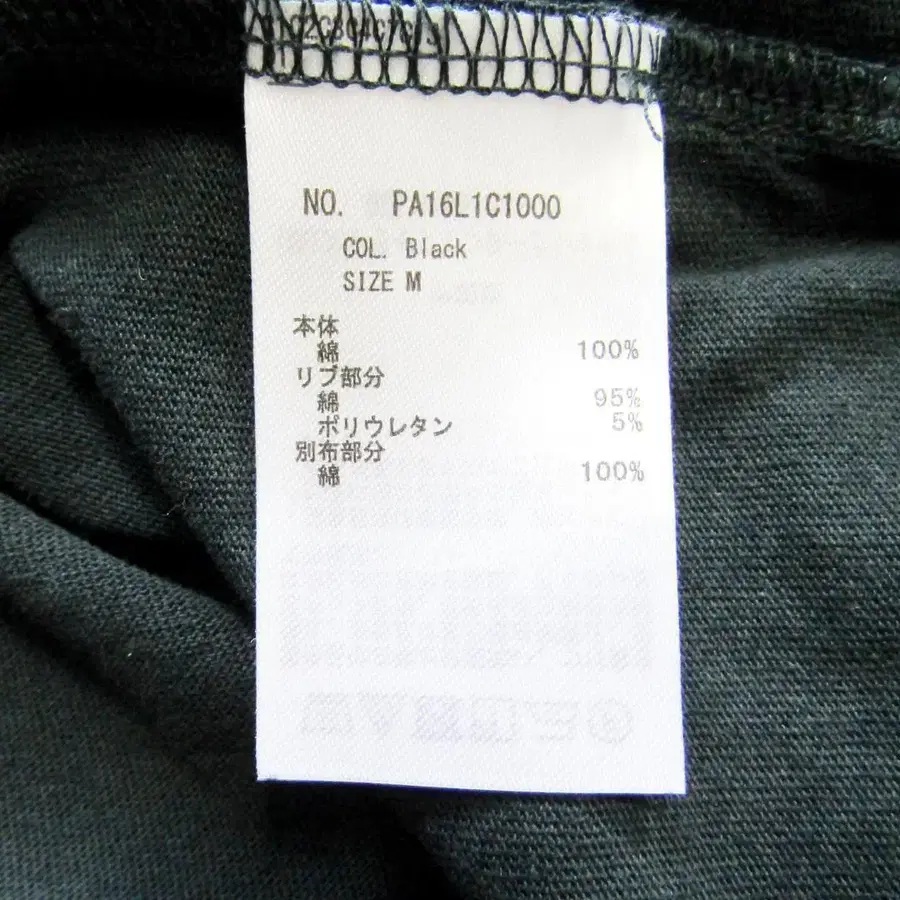 NO. PA16L1C1000
COL. Black
SIZE M
本体
綿 100%
リブ部分
綿 95%
ポリウレタン 5%
別布部分
綿 100%